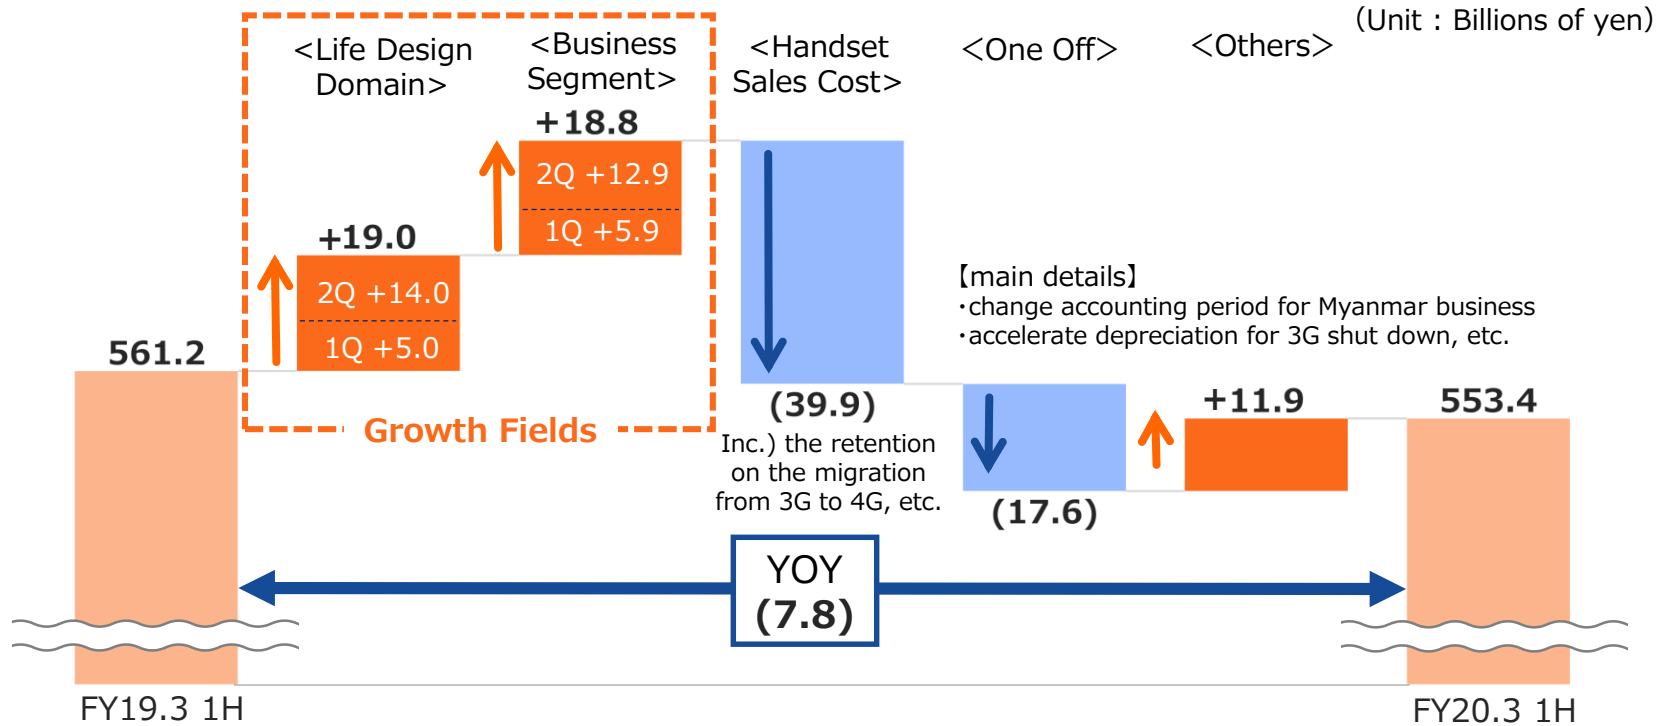 (Unit : Billions of yen)
<Life Design
Domain>
<Business
Segment>
<Handset
Sales Cost>
<One Off>
<Others>
+18.8
2Q +12.9
1Q +5.9
+19.0
2Q +14.0
1Q +5.0
561.2
Growth Fields
【main details】
・change accounting period for Myanmar business
・accelerate depreciation for 3G shut down, etc.
(39.9)
Inc.) the retention
on the migration
from 3G to 4G, etc.
(17.6)
+11.9
553.4
YOY
(7.8)
FY19.3 1H
FY20.3 1H